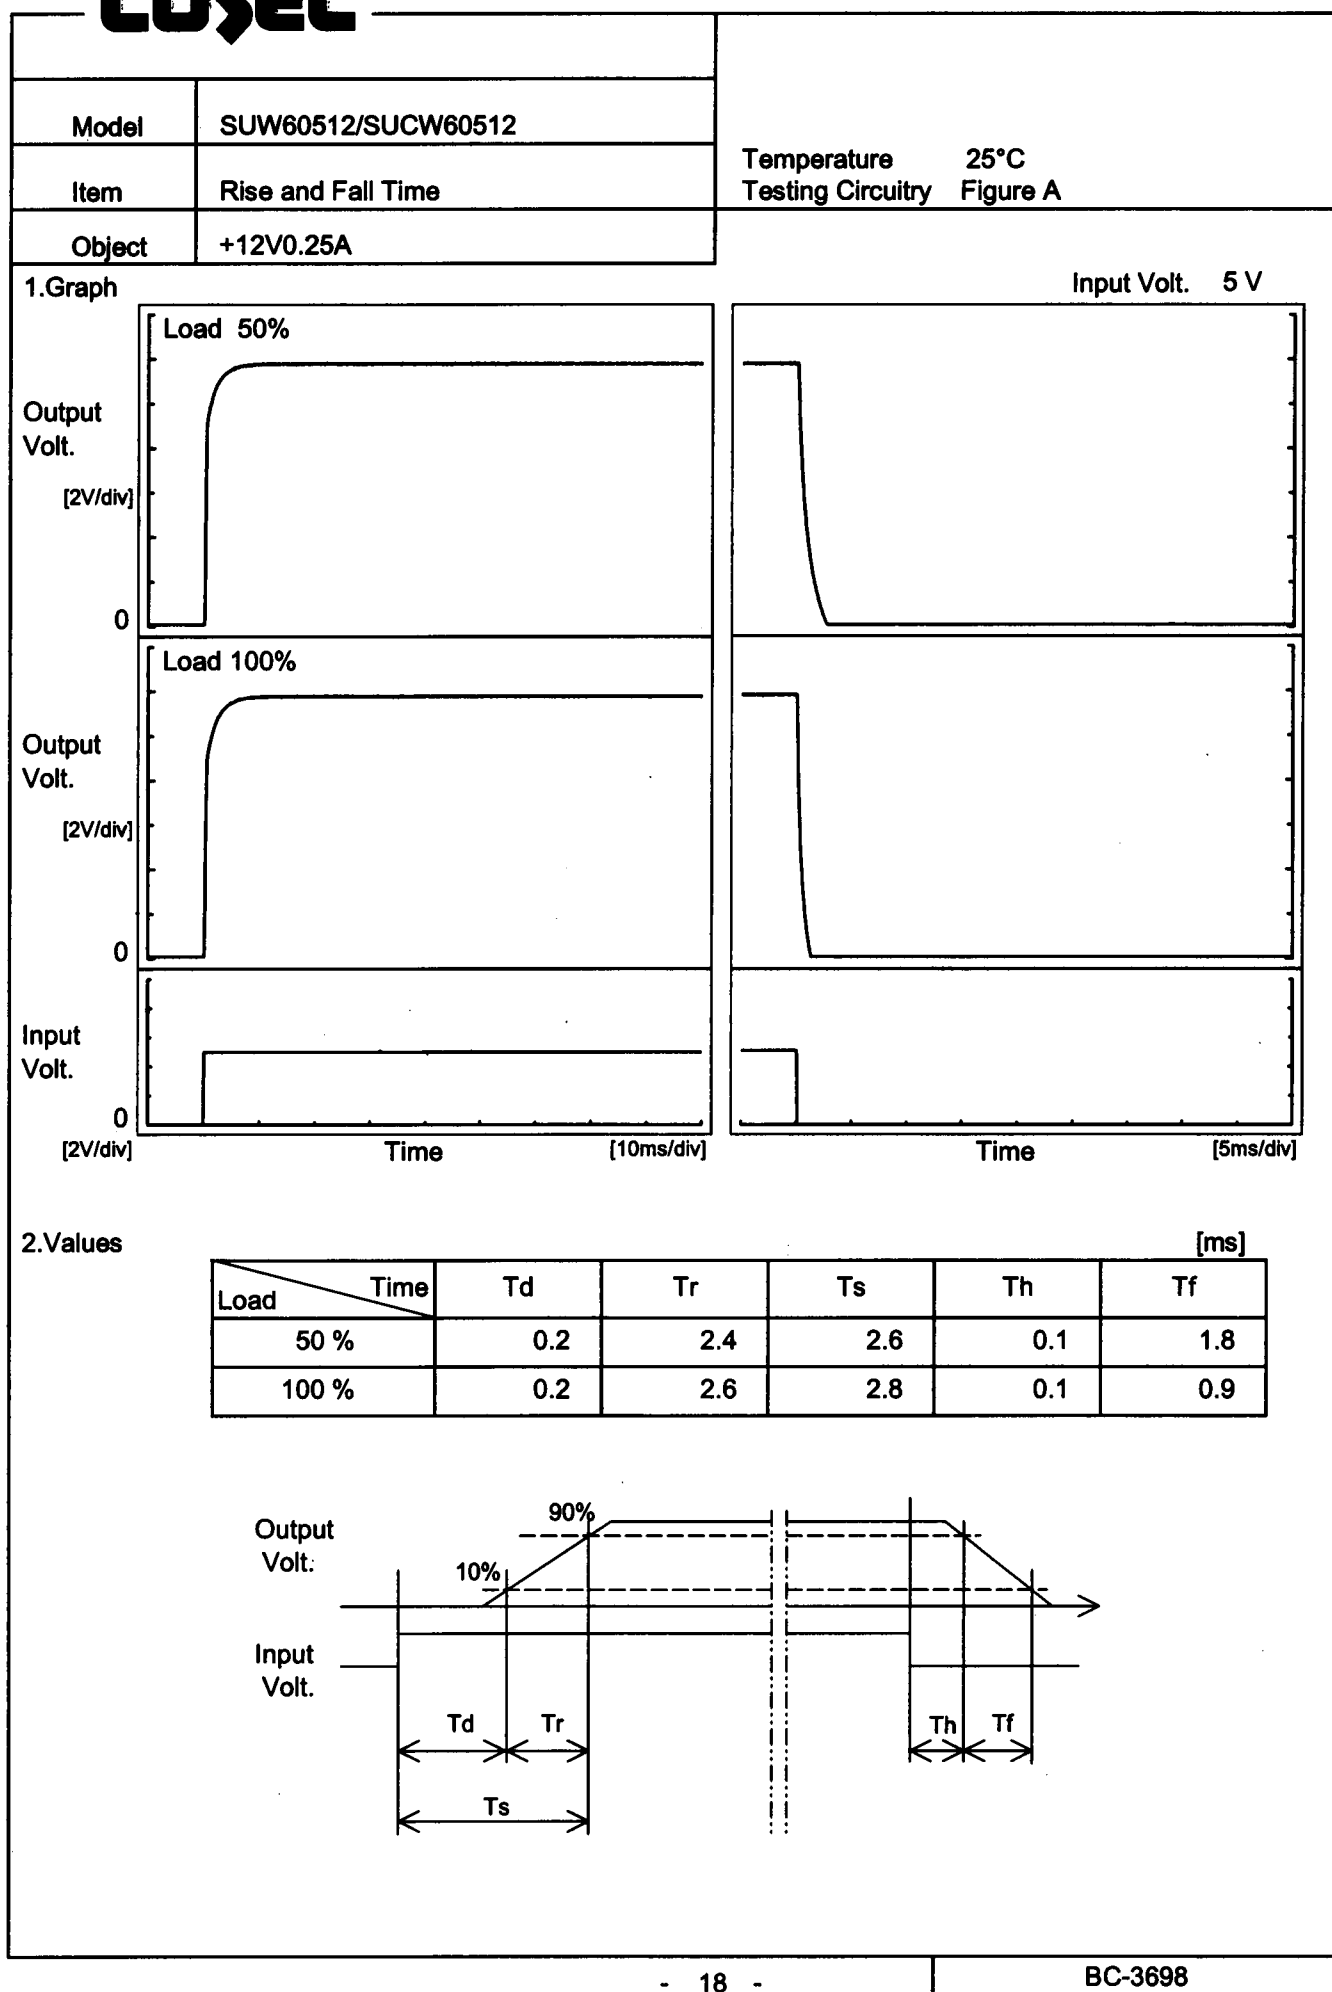 COSEL
Model SUW60512/SUCW60512
Item Rise and Fall Time
Object +12V0.25A
Temperature 25°C
Testing Circuitry Figure A
1.Graph
Input Volt. 5 V
Load 50%
Output
Volt.
[2V/div]
0
Load 100%
Output
Volt.
[2V/div]
0
Input
Volt.
0
[2V/div] Time [10ms/div] Time [5ms/div]
2.Values [ms]
Time Td Tr Ts Th Tf
Load
50 % 0.2 2.4 2.6 0.1 1.8
100 % 0.2 2.6 2.8 0.1 0.9
90%
Output
Volt.
10%
Input
Volt.
Td Tr Th Tf
Ts
- 18 - BC-3698